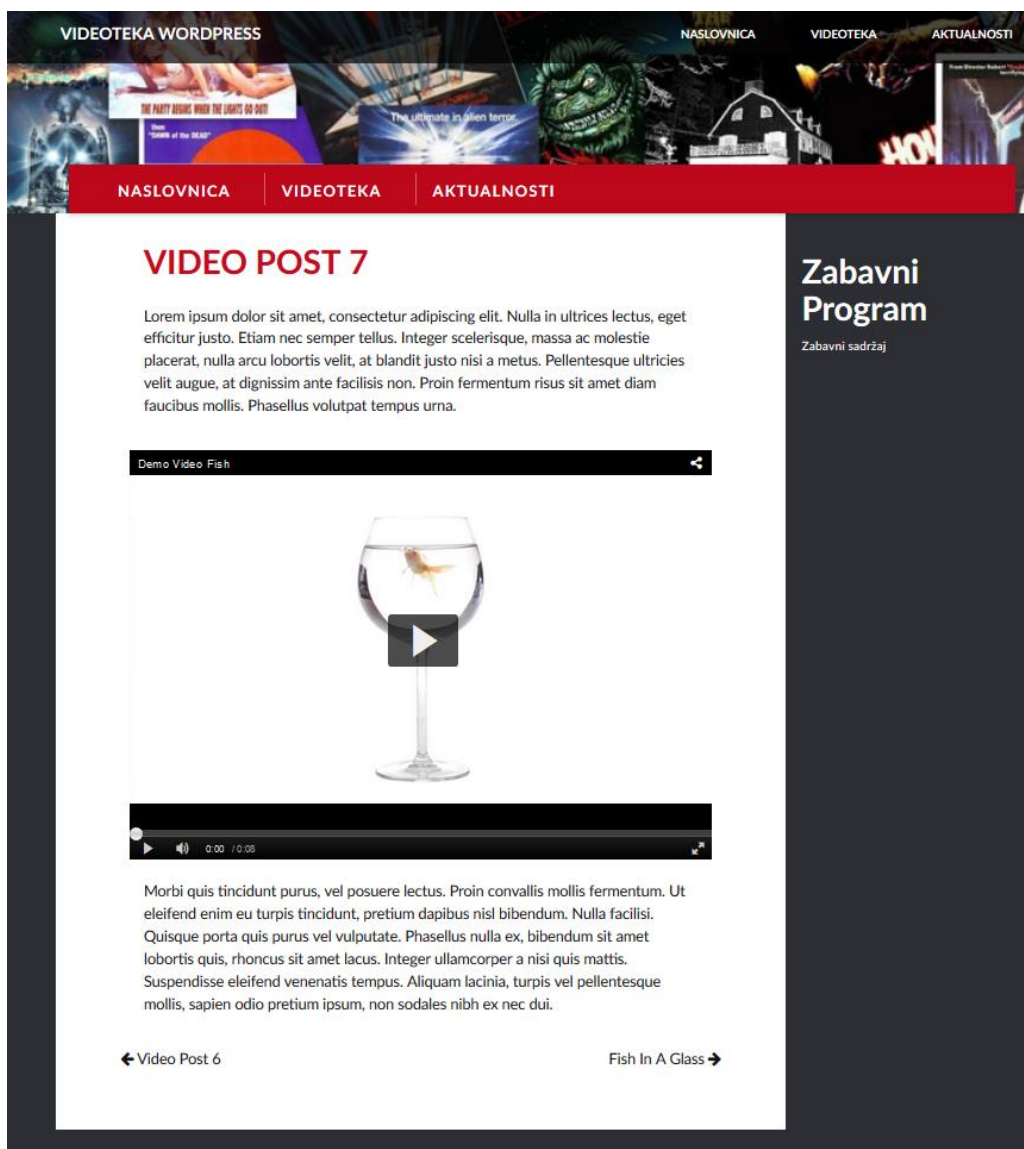 VIDEOTEKA WORDPRESS
NASLOVNICA VIDEOTEKA AKTUALNOSTI
THE PARTY BEGINS WHEN THE LIGHTS GO OUT!
"DAWN of the DEAD"
The ultimate in alien terror.
From Director Robert
HOU
NASLOVNICA VIDEOTEKA AKTUALNOSTI
VIDEO POST 7
Lorem ipsum dolor sit amet, consectetur adipiscing elit. Nulla in ultrices lectus, eget
efficitur justo. Etiam nec semper tellus. Integer scelerisque, massa ac molestie
placerat, nulla arcu lobortis velit, at blandit justo nisi a metus. Pellentesque ultricies
velit augue, at dignissim ante facilisis non. Proin fermentum risus sit amet diam
faucibus mollis. Phasellus volutpat tempus urna.
Zabavni
Program
Zabavni sadržaj
Demo Video Fish
0:00 / 0:08
Morbi quis tincidunt purus, vel posuere lectus. Proin convallis mollis fermentum. Ut
eleifend enim eu turpis tincidunt, pretium dapibus nisl bibendum. Nulla facilisi.
Quisque porta quis purus vel vulputate. Phasellus nulla ex, bibendum sit amet
lobortis quis, rhoncus sit amet lacus. Integer ullamcorper a nisi quis mattis.
Suspendisse eleifend venenatis tempus. Aliquam lacinia, turpis vel pellentesque
mollis, sapien odio pretium ipsum, non sodales nibh ex nec dui.
Video Post 6
Fish In A Glass